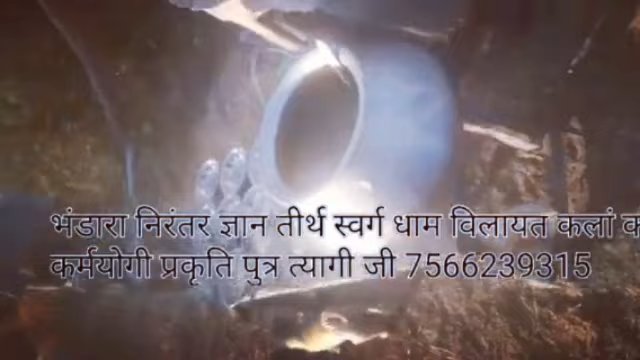 भंडारा निरंतर ज्ञान तीर्थ स्वर्ग धाम विलायत कलां
कर्मयोगी प्रकृति पुत्र त्यागी जी 7566239315